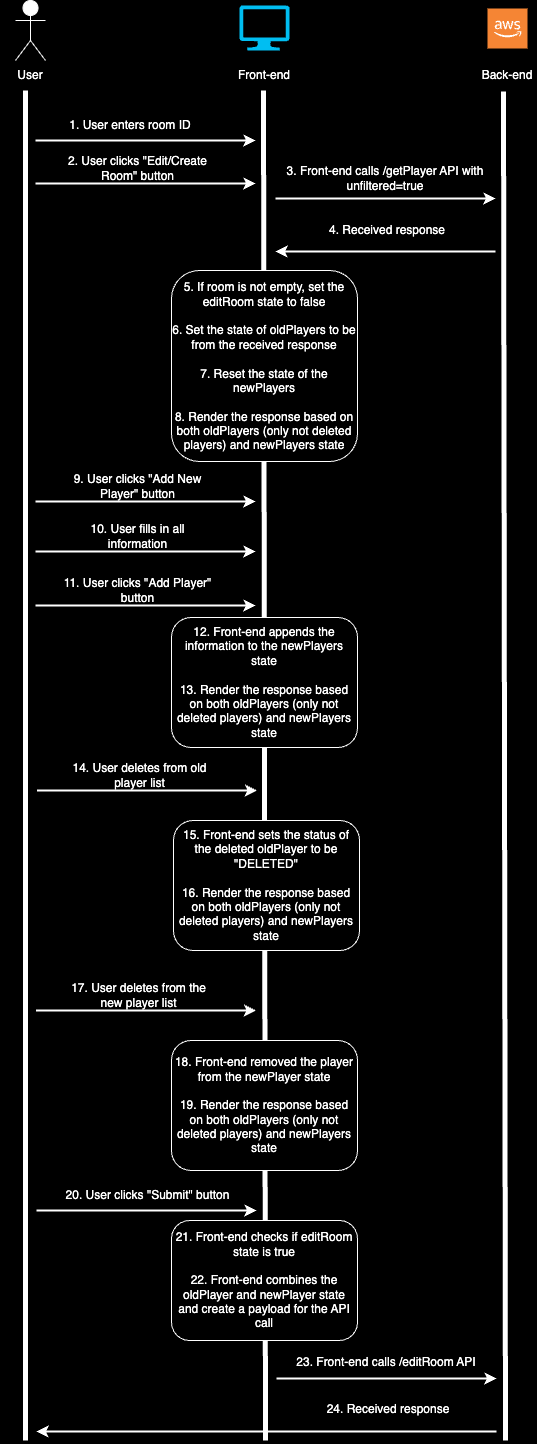 aws
User
Front-end
Back-end
1. User enters room ID
2. User clicks "Edit/Create
Room" button
3. Front-end calls /getPlayer API with
unfiltered=true
4. Received response
5. If room is not empty, set the
editRoom state to false
6. Set the state of oldPlayers to be
from the received response
7. Reset the state of the
newPlayers
8. Render the response based on
both oldPlayers (only not deleted
players) and newPlayers state
9. User clicks "Add New
Player" button
10. User fills in all
information
11. User clicks "Add Player"
button
12. Front-end appends the
information to the newPlayers
state
13. Render the response based
on both oldPlayers (only not
deleted players) and newPlayers
state
14. User deletes from old
player list
15. Front-end sets the status of
the deleted oldPlayer to be
"DELETED"
16. Render the response based
on both oldPlayers (only not
deleted players) and newPlayers
state
17. User deletes from the
new player list
18. Front-end removed the player
from the newPlayer state
19. Render the response based
on both oldPlayers (only not
deleted players) and newPlayers
state
20. User clicks "Submit" button
21. Front-end checks if editRoom
state is true
22. Front-end combines the
oldPlayer and newPlayer state
and create a payload for the API
call
23. Front-end calls /editRoom API
24. Received response